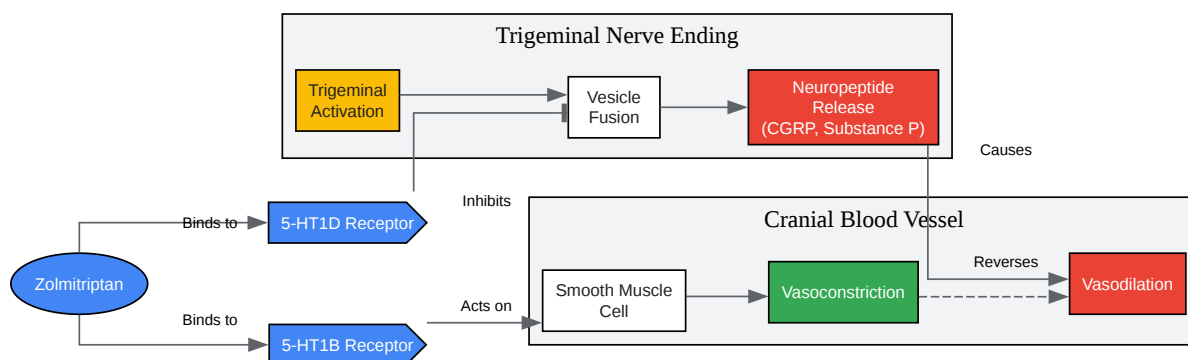 Trigeminal Nerve Ending
Trigeminal
Activation
Vesicle
Fusion
Neuropeptide
Release
(CGRP, Substance P)
Causes
Inhibits
Binds to
5-HT1D Receptor
Cranial Blood Vessel
Zolmitriptan
Reverses
Smooth Muscle
Cell
Vasoconstriction
Vasodilation
Acts on
Binds to
5-HT1B Receptor